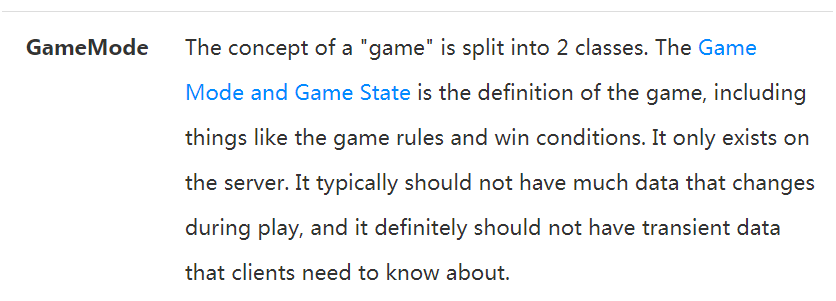 GameMode The concept of a "game" is split into 2 classes. The Game
Mode and Game State is the definition of the game, including
things like the game rules and win conditions. It only exists on
the server. It typically should not have much data that changes
during play, and it definitely should not have transient data
that clients need to know about.